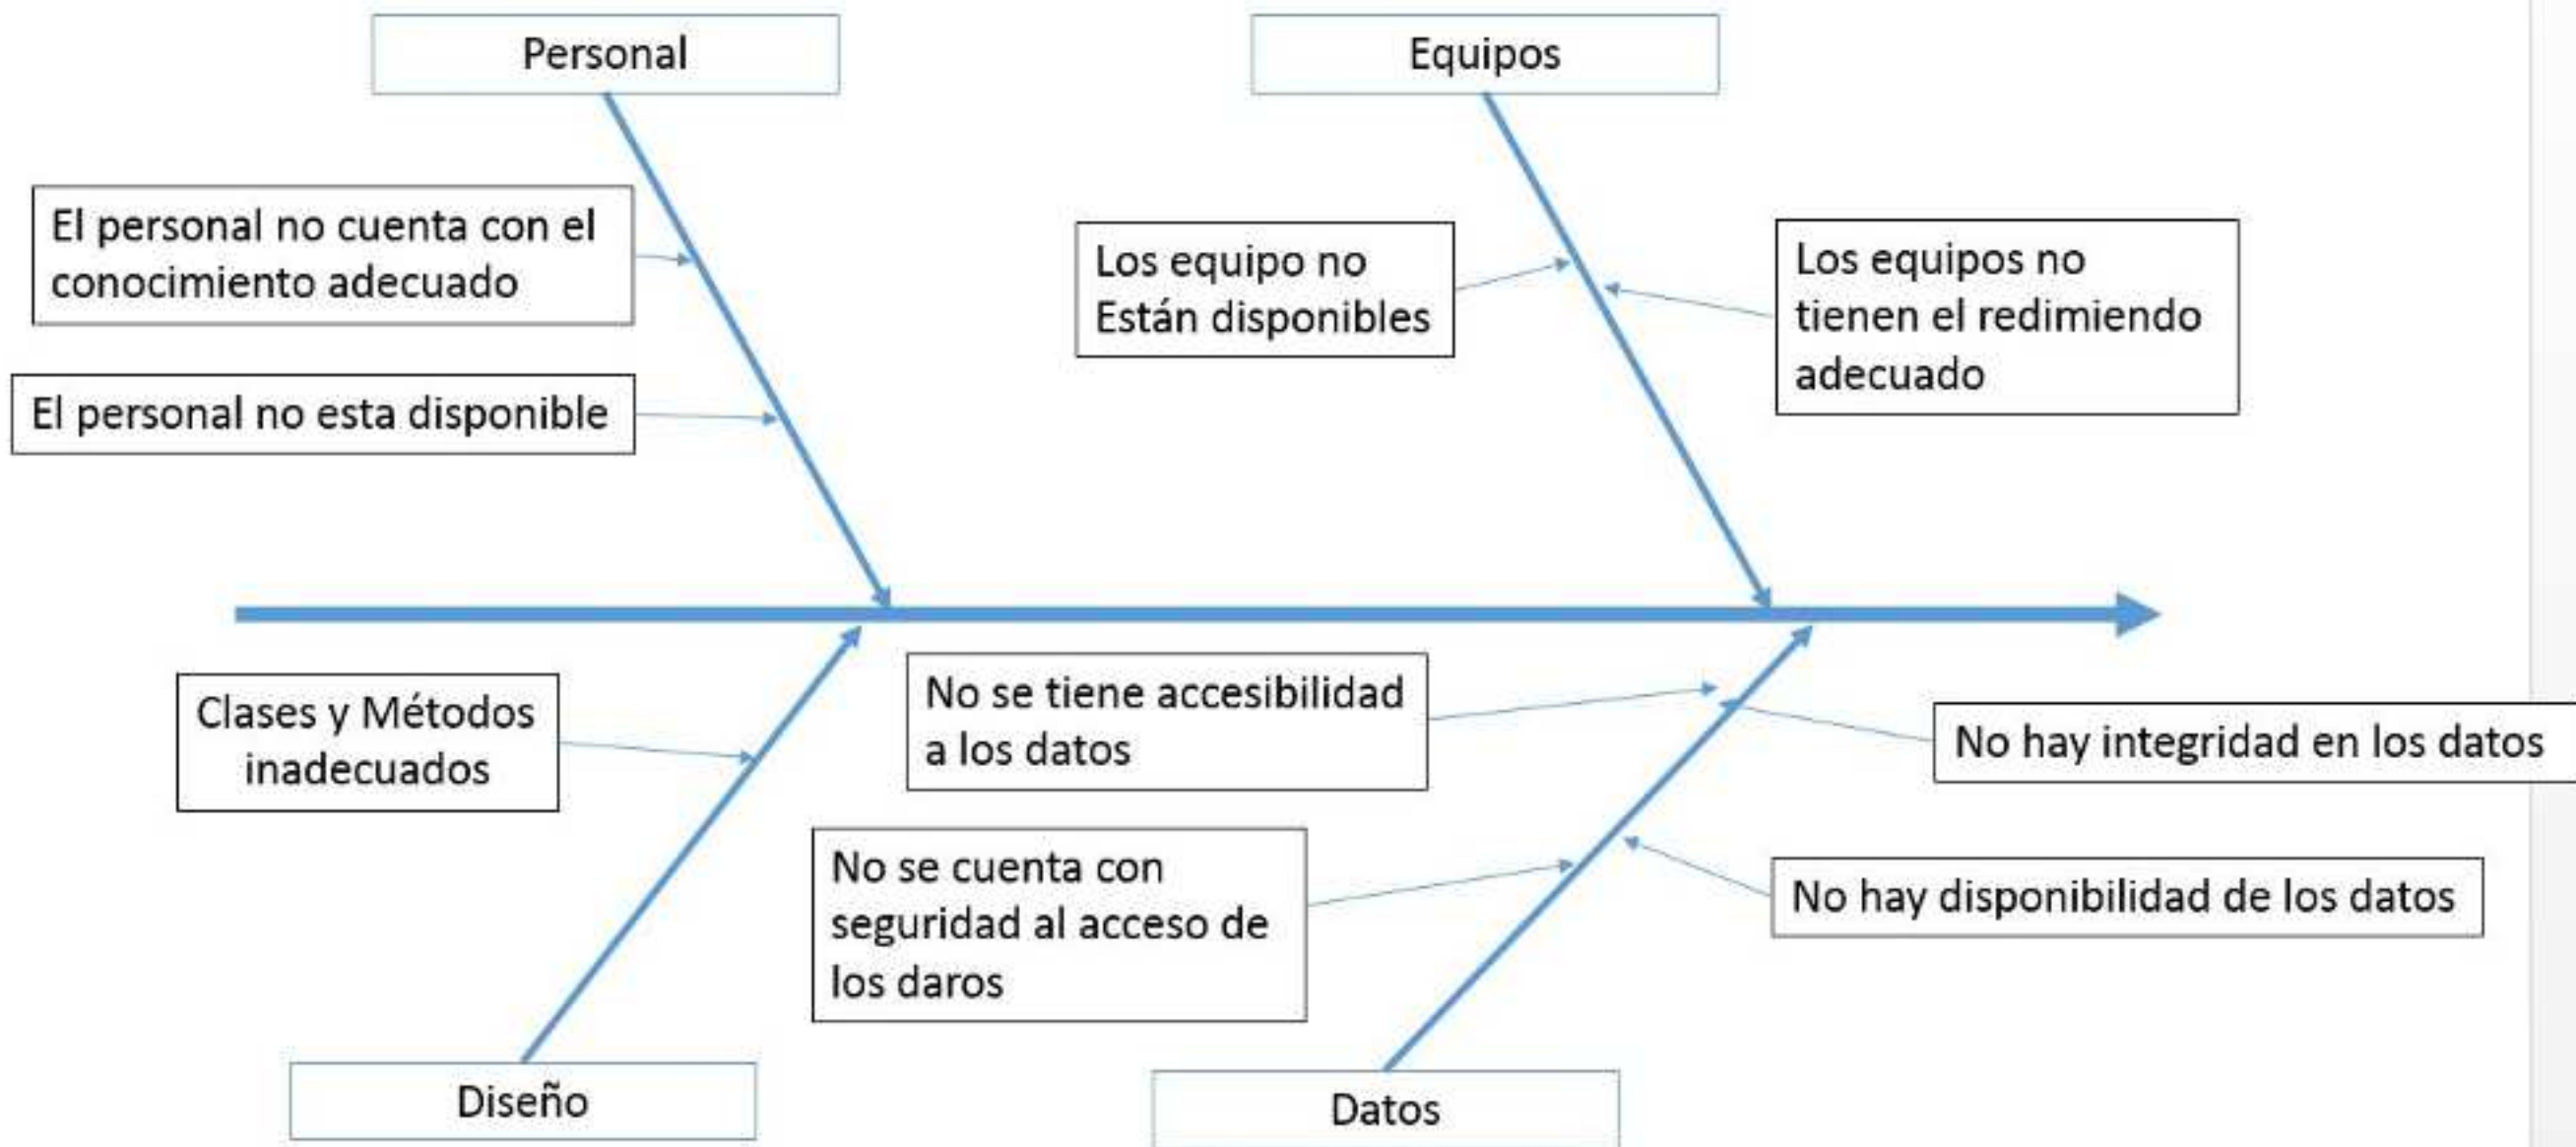 Personal
Equipos
El personal no cuenta con el
conocimiento adecuado
Los equipo no
Están disponibles
Los equipos no
tienen el redimiendo
adecuado
El personal no esta disponible
Clases y Métodos
inadecuados
No se tiene accesibilidad
a los datos
No hay integridad en los datos
No se cuenta con
seguridad al acceso de
los daros
No hay disponibilidad de los datos
Diseño
Datos